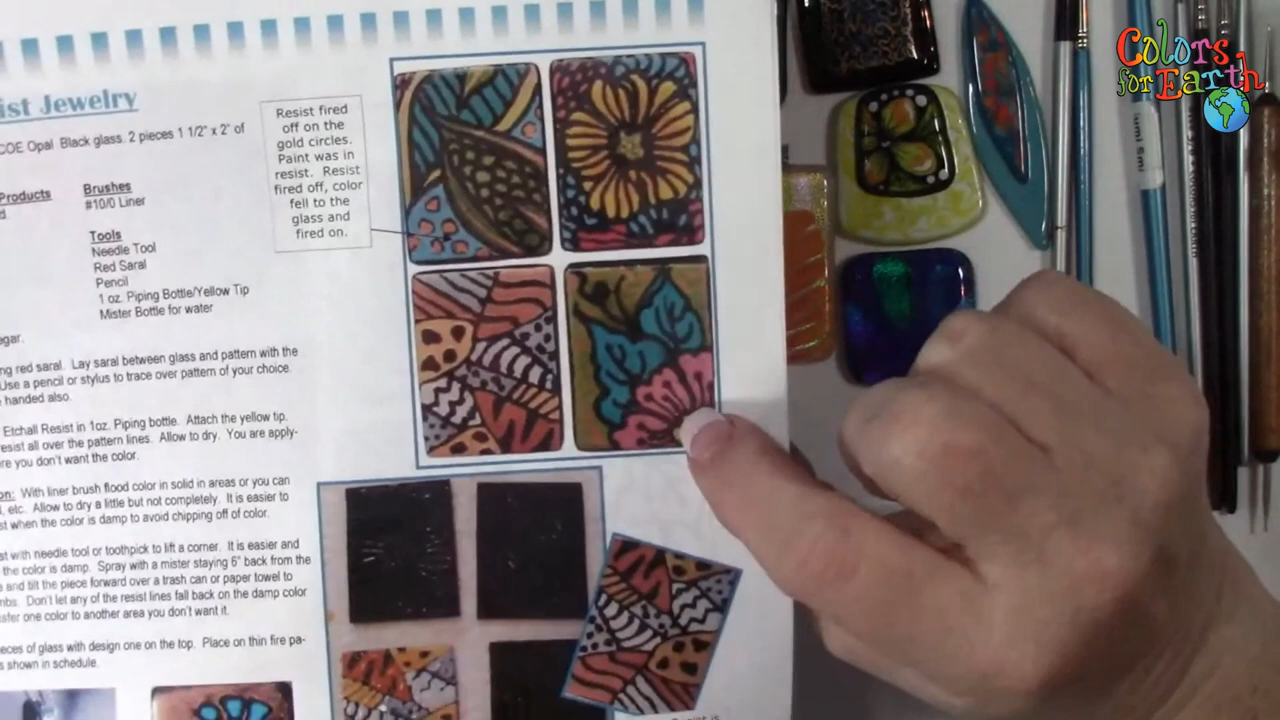 Colors
for Earth
ist Jewelry
COE Opal Black glass. 2 pieces 1 1/2" x 2" of
Products
Brushes
#10/0 Liner
Tools
Needle Tool
Red Saral
Pencil
1 oz. Piping Bottle/Yellow Tip
Mister Bottle for water
Resist fired
off on the
gold circles.
Paint was in
resist. Resist
fired off, color
fell to the
glass and
fired on.
egar.
ng red saral. Lay saral between glass and pattern with the
Use a pencil or stylus to trace over pattern of your choice.
handed also.
Etchall Resist in 1oz. Piping bottle. Attach the yellow tip.
resist all over the pattern lines. Allow to dry. You are apply-
re you don't want the color.
on: With liner brush flood color in solid in areas or you can
, etc. Allow to dry a little but not completely. It is easier to
st when the color is damp to avoid chipping off of color.
st with needle tool or toothpick to lift a corner. It is easier and
the color is damp. Spray with a mister staying 6" back from the
and tilt the piece forward over a trash can or paper towel to
mbs. Don't let any of the resist lines fall back on the damp color
ster one color to another area you don't want it.
eces of glass with design one on the top. Place on thin fire pa-
s shown in schedule.